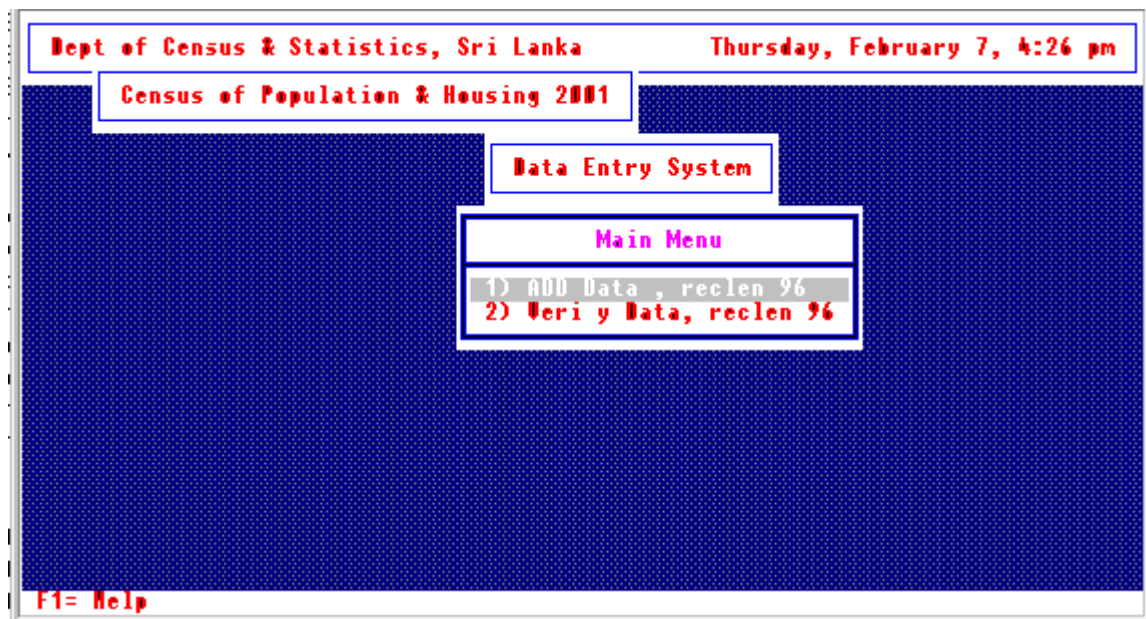 Dept of Census & Statistics, Sri Lanka Thursday, February 7, 4:26 pm
Census of Population & Housing 2001
Data Entry System
Main Menu
1) ADD Data , reclen 96
2) Veri y Data, reclen 96
F1= Help